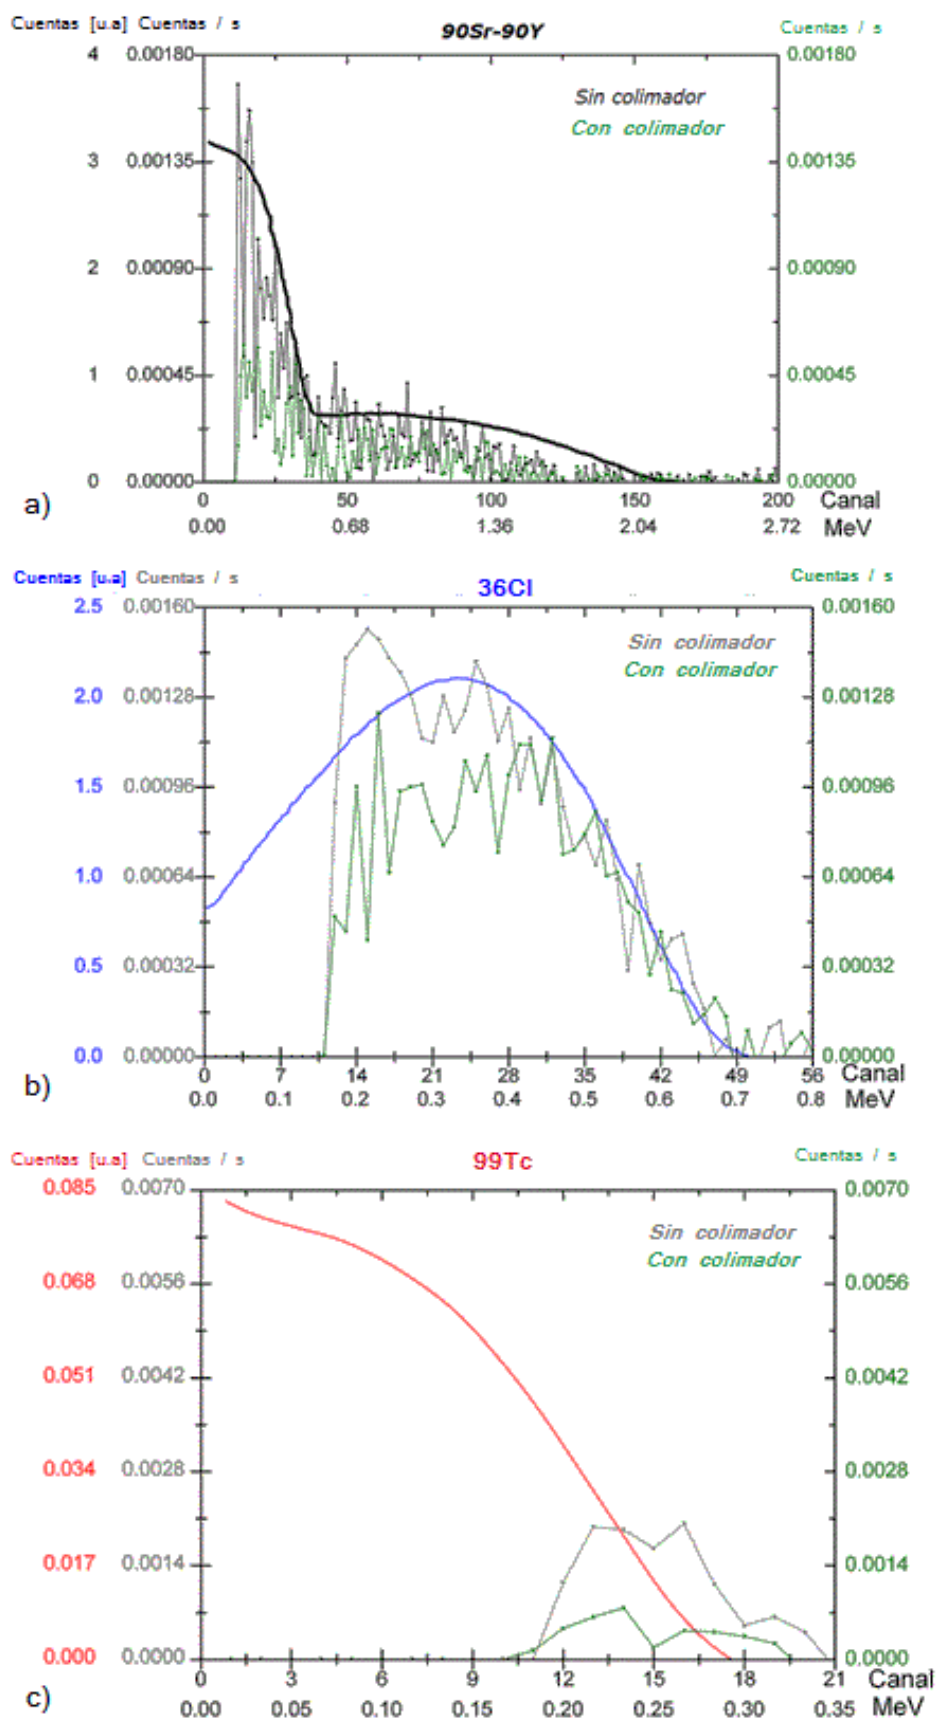 Cuentas [u.a] Cuentas / s 90Sr-90Y Cuentas / s
4 0.00180 0.00180
Sin colimador
Con colimador
3 0.00135 0.00135
2 0.00090 0.00090
1 0.00045 0.00045
0 0.00000 0.00000
a) 0 50 100 150 200 Canal
0.00 0.68 1.36 2.04 2.72 MeV
Cuentas [u.a] Cuentas / s 36Cl Cuentas / s
2.5 0.00160 0.00160
Sin colimador
Con colimador
2.0 0.00128 0.00128
1.5 0.00096 0.00096
1.0 0.00064 0.00064
0.5 0.00032 0.00032
0.0 0.00000 0.00000
b) 0 7 14 21 28 35 42 49 56 Canal
0.0 0.1 0.2 0.3 0.4 0.5 0.6 0.7 0.8 MeV
Cuentas [u.a] Cuentas / s 99Tc Cuentas / s
0.085 0.0070 0.0070
Sin colimador
Con colimador
0.068 0.0056 0.0056
0.051 0.0042 0.0042
0.034 0.0028 0.0028
0.017 0.0014 0.0014
0.000 0.0000 0.0000
c) 0 3 6 9 12 15 18 21 Canal
0.00 0.05 0.10 0.15 0.20 0.25 0.30 0.35 MeV